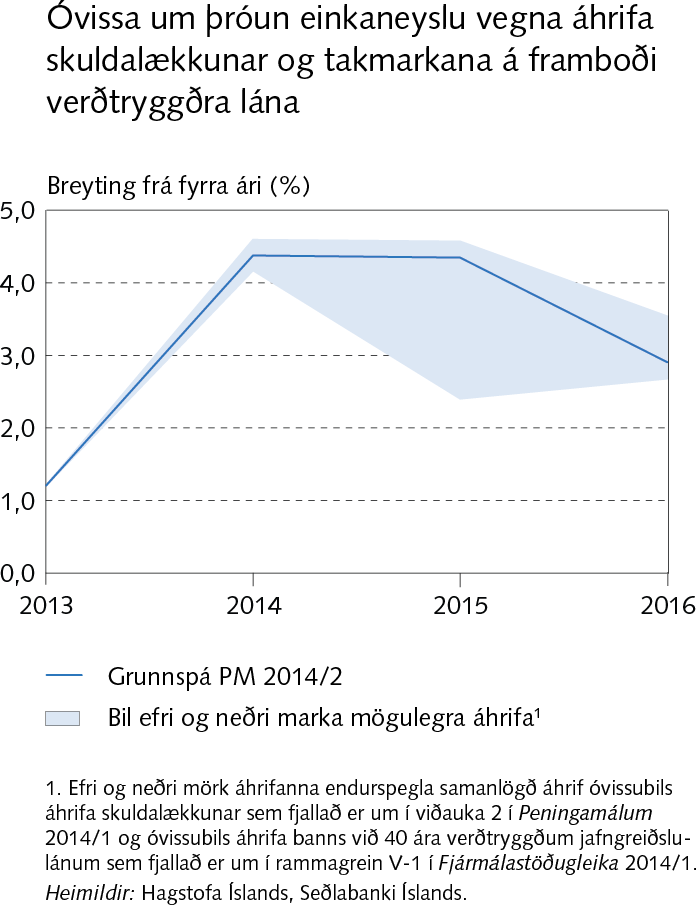 Óvissa um þróun einkaneyslu vegna áhrifa
skuldalækkunar og takmarkana á framboði
verðtryggðra lána
Breyting frá fyrra ári (%)
5,0
4,0
3,0
2,0
1,0
0,0
2013 2014 2015 2016
Grunnspá PM 2014/2
Bil efri og neðri marka mögulegra áhrifa¹
1. Efri og neðri mörk áhrifanna endurspegla samanlögð áhrif óvissubils
áhrifa skuldalækkunar sem fjallað er um í viðauka 2 í Peningamálum
2014/1 og óvissubils áhrifa banns við 40 ára verðtryggðum jafngreiðslu-
lánum sem fjallað er um í rammagrein V-1 í Fjármálastöðugleika 2014/1.
Heimildir: Hagstofa Íslands, Seðlabanki Íslands.